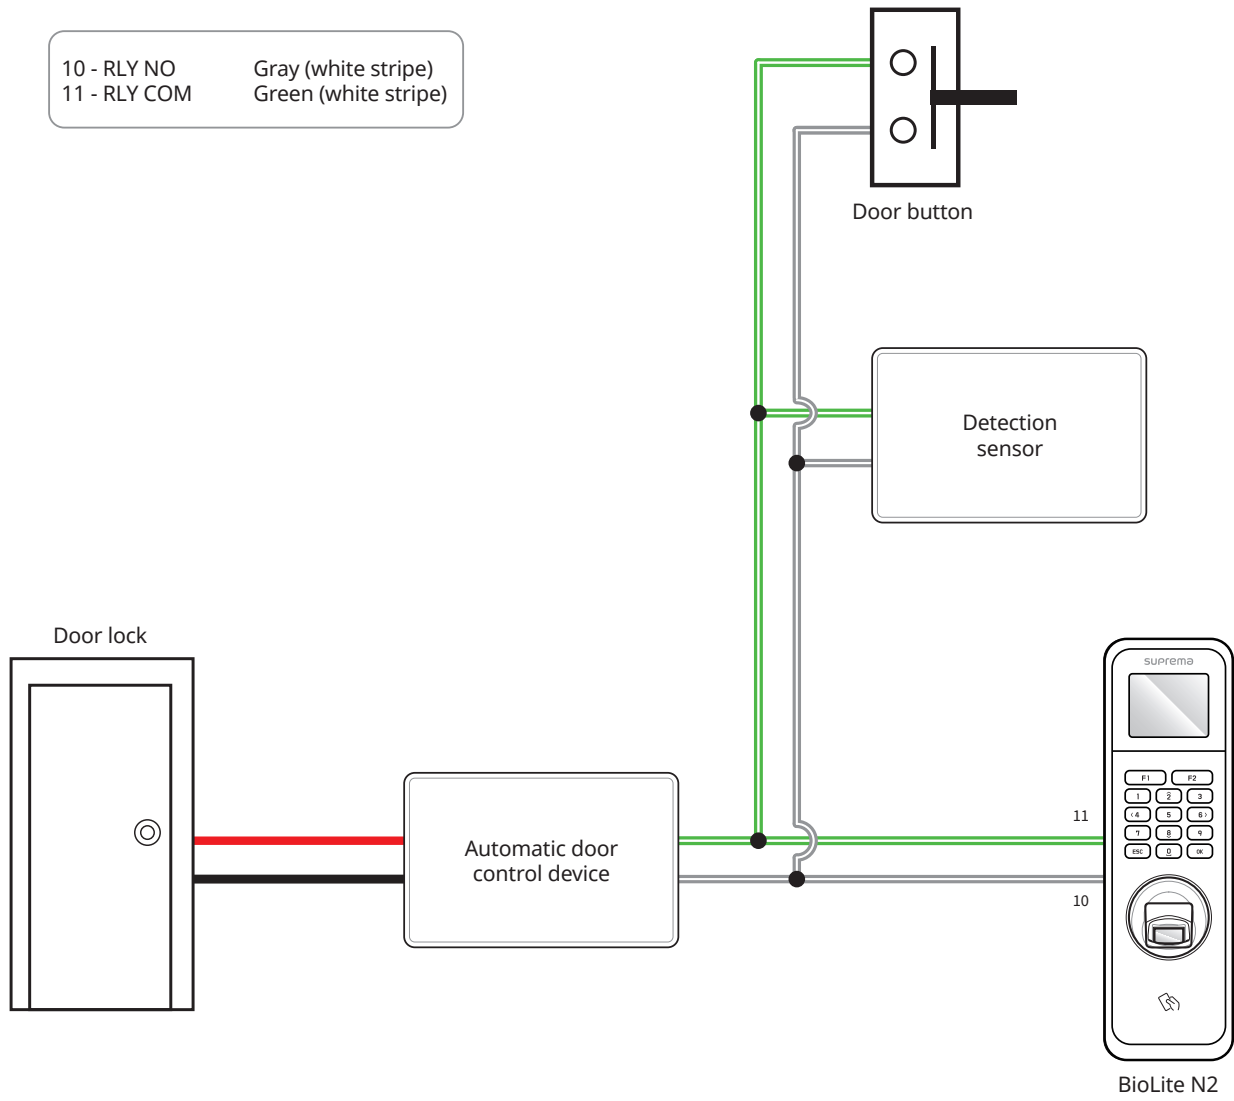 10 - RLY NO Gray (white stripe)
11 - RLY COM Green (white stripe)
Door button
Detection
sensor
Door lock
suprema
F1 F2
1 2 3
4 5 6
7 8 9
ESC 0 OK
11
Automatic door
control device
10
BioLite N2